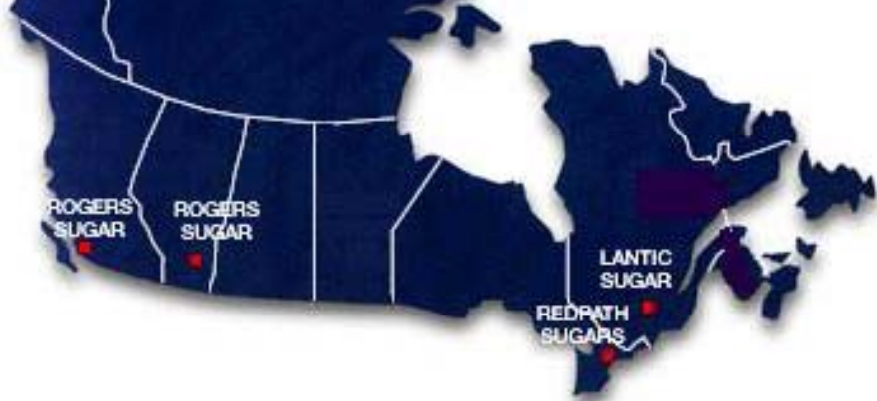 ROGERS
SUGAR
ROGERS
SUGAR
LANTIC
SUGAR
REDPATH
SUGARS